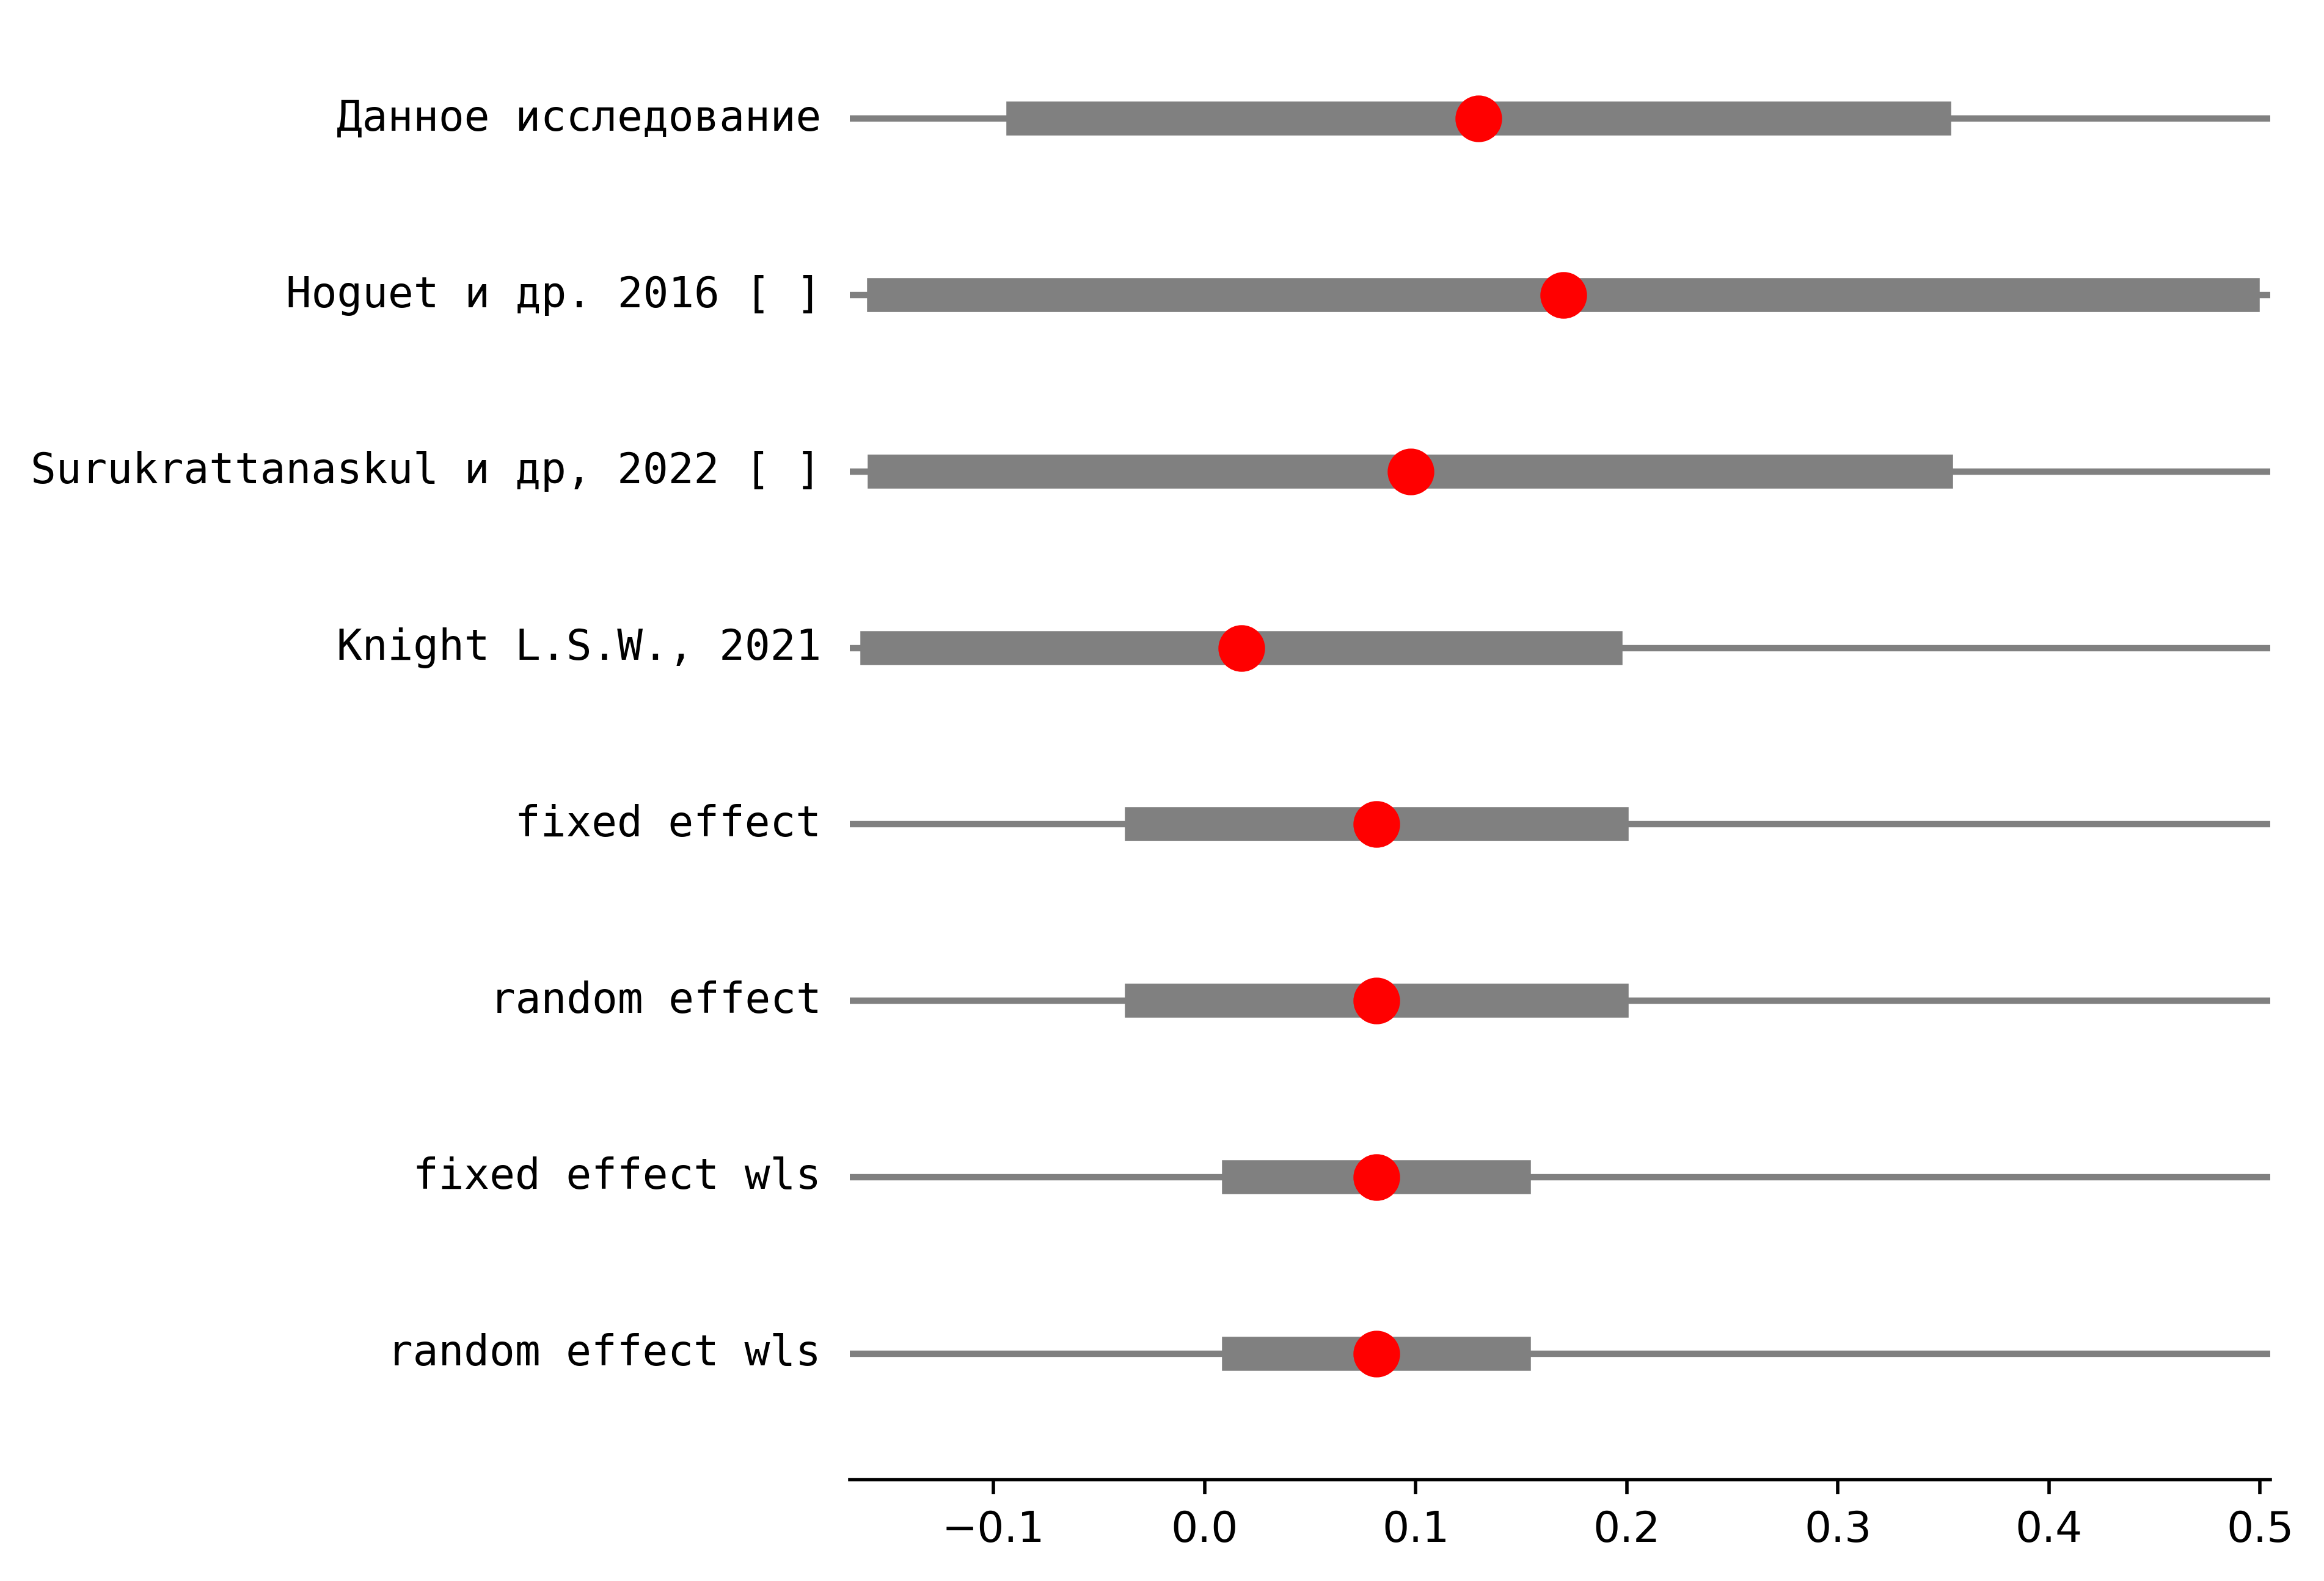 Данное исследование
Hoguet и др. 2016 [ ]
Surukrattanaskul и др, 2022 [ ]
Knight L.S.W., 2021
fixed effect
random effect
fixed effect wls
random effect wls
−0.1 0.0 0.1 0.2 0.3 0.4 0.5